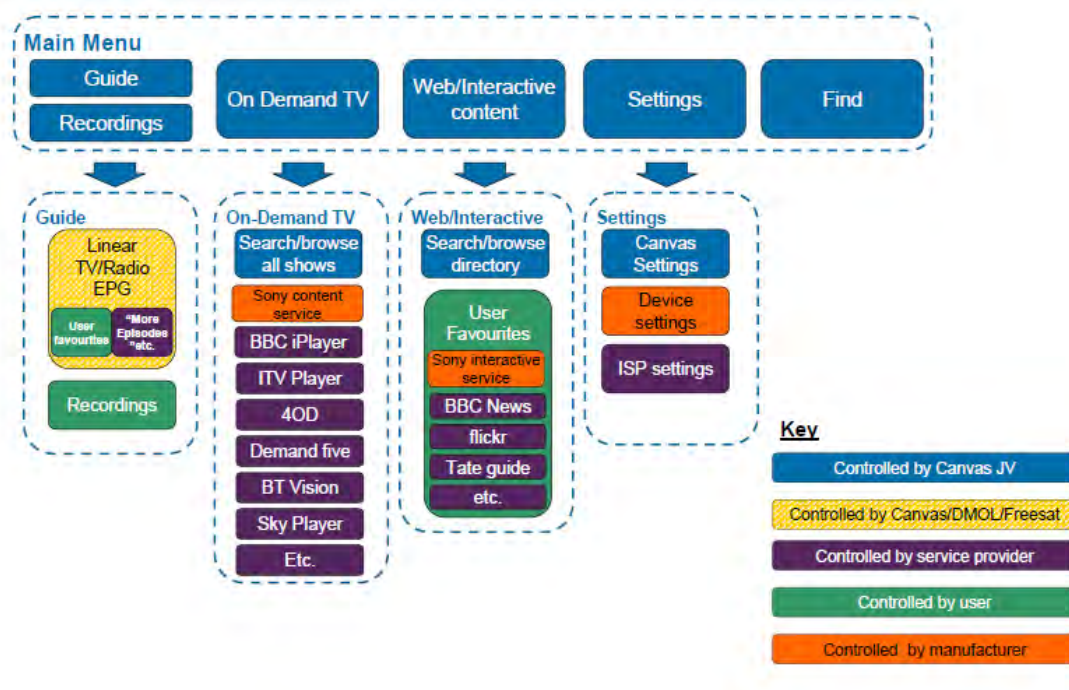 Main Menu
Guide
Recordings
On Demand TV
Web/Interactive
content
Settings
Find
Guide
Linear
TV/Radio
EPG
User
favourites
"More
Episodes
"etc.
Recordings
On-Demand TV
Search/browse
all shows
Sony content
service
BBC iPlayer
ITV Player
4OD
Demand five
BT Vision
Sky Player
Etc.
Web/Interactive
Search/browse
directory
User
Favourites
Sony interactive
service
BBC News
flickr
Tate guide
etc.
Settings
Canvas
Settings
Device
settings
ISP settings
Key
Controlled by Canvas JV
Controlled by Canvas/DMOL/Freesat
Controlled by service provider
Controlled by user
Controlled by manufacturer